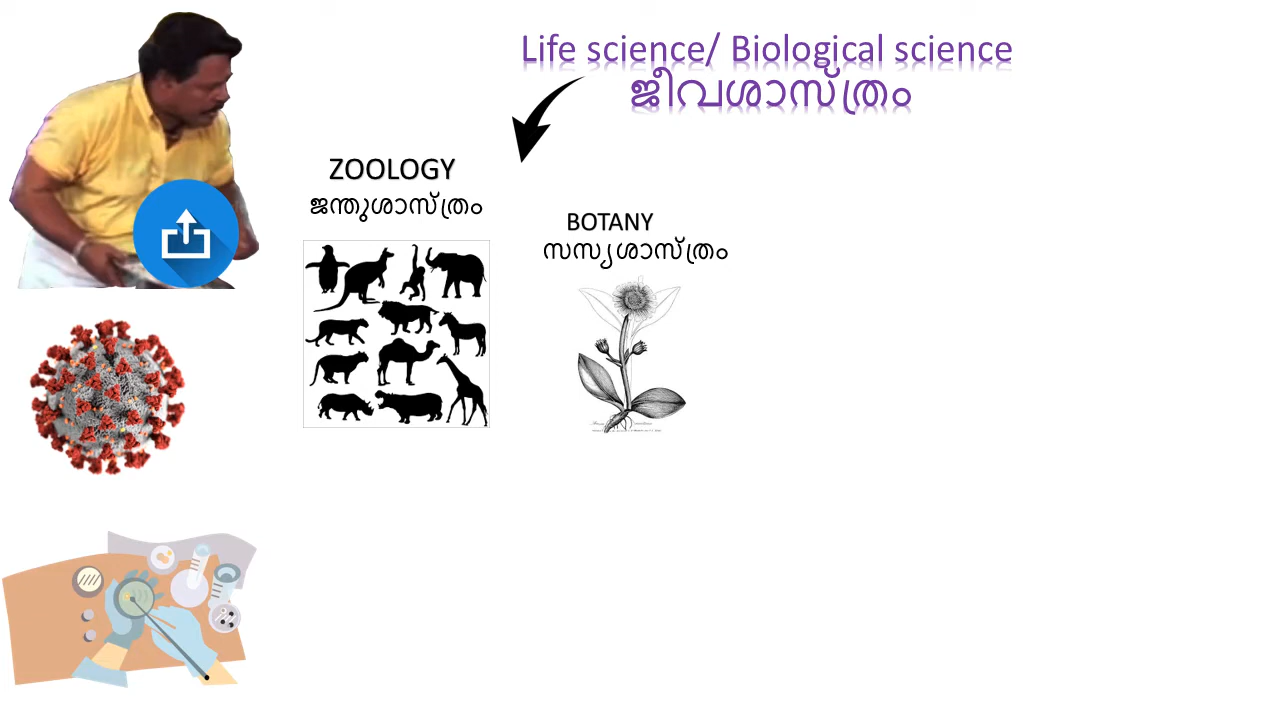 Life science/ Biological science
ജീവശാസ്ത്രം
ZOOLOGY
ജന്തുശാസ്ത്രം
BOTANY
സസ്യശാസ്ത്രം